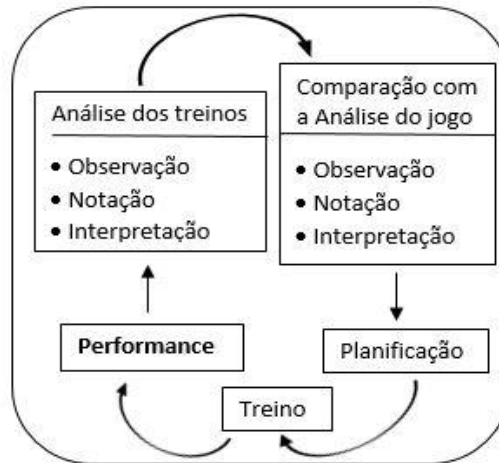 Análise dos treinos
• Observação
• Notação
• Interpretação
Comparação com
a Análise do jogo
• Observação
• Notação
• Interpretação
Performance
Planificação
Treino